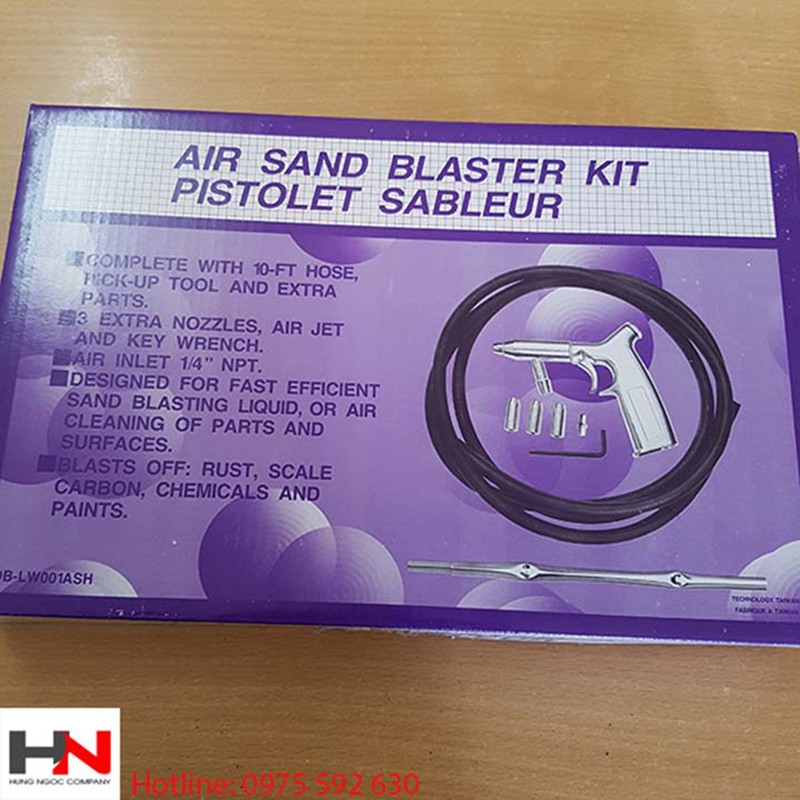 AIR SAND BLASTER KIT
PISTOLET SABLEUR
COMPLETE WITH 10-FT HOSE,
PICK-UP TOOL AND EXTRA
PARTS.
3 EXTRA NOZZLES, AIR JET
AND KEY WRENCH.
AIR INLET 1/4" NPT.
DESIGNED FOR FAST EFFICIENT
SAND BLASTING LIQUID, OR AIR
CLEANING OF PARTS AND
SURFACES.
BLASTS OFF: RUST, SCALE
CARBON, CHEMICALS AND
PAINTS.
DB-LW001ASH
TECHNOLOGY TAIWAN
FABRIQUE A TAIWAN
HN
HUNG NGOC COMPANY
Hotline: 0975 592 630